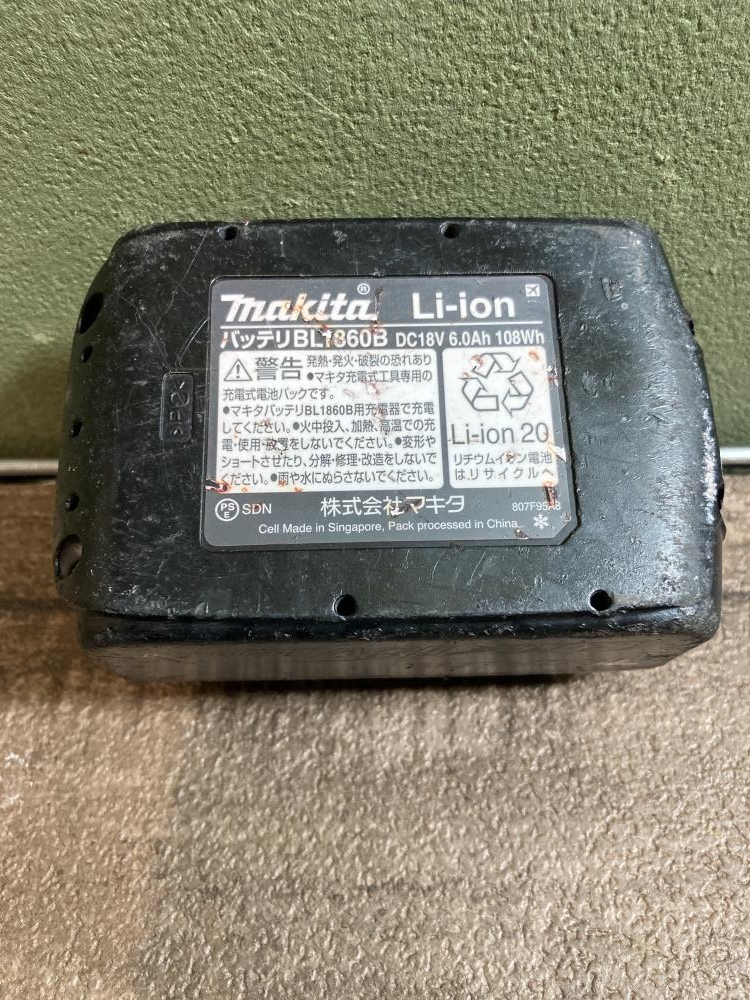 makita® Li-ion
バッテリBL1860B DC18V 6.0Ah 108Wh
警告 発熱・発火・破裂の恐れあり
●マキタ充電式工具専用の
充電式電池パックです。
●マキタバッテリBL1860B用充電器で充電
してください。●火中投入、加熱、高温での充
電・使用・放置をしないでください。●変形や
ショートさせたり、分解・修理・改造をしないで
ください。●雨や水にぬらさないでください。
Li-ion 20
リチウムイオン電池
はリサイクルへ
PSE SDN 株式会社マキタ
Cell Made in Singapore, Pack processed in China